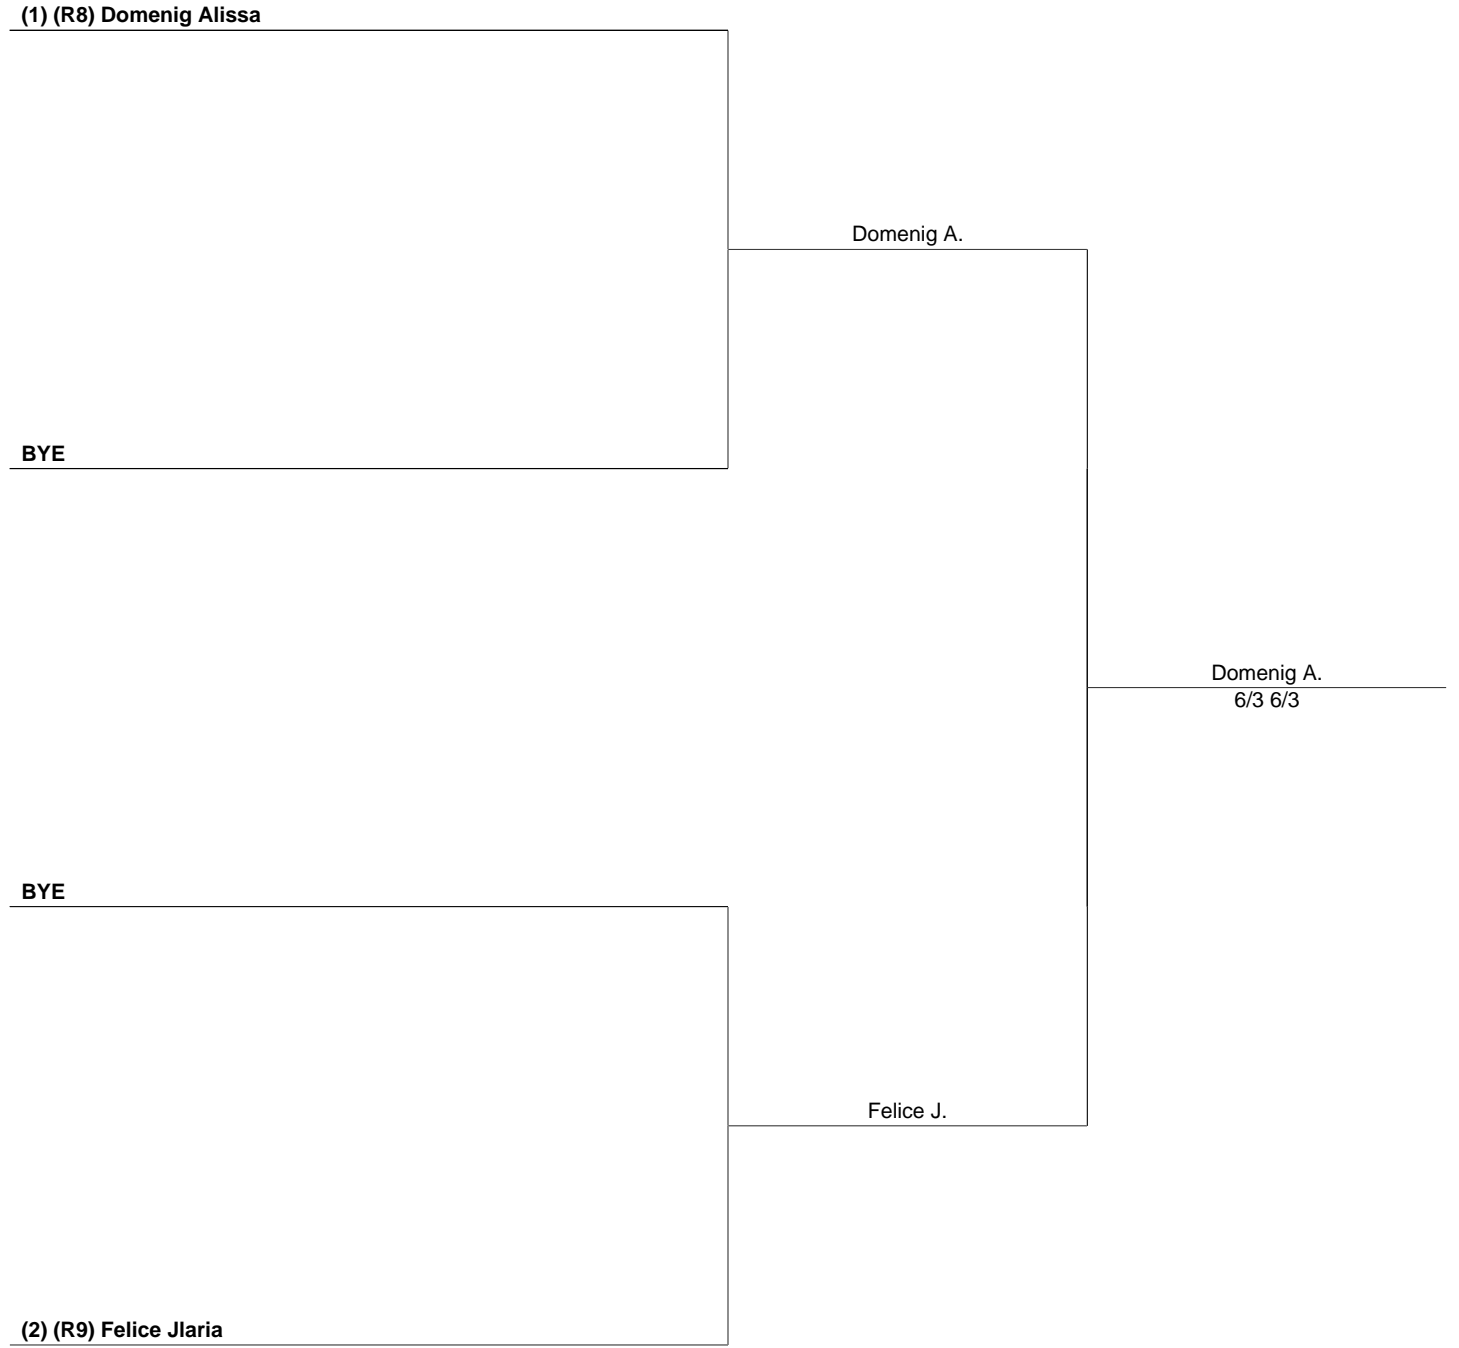 (1) (R8) Domenig Alissa
Domenig A.
BYE
Domenig A.
6/3 6/3
BYE
Felice J.
(2) (R9) Felice Jlaria